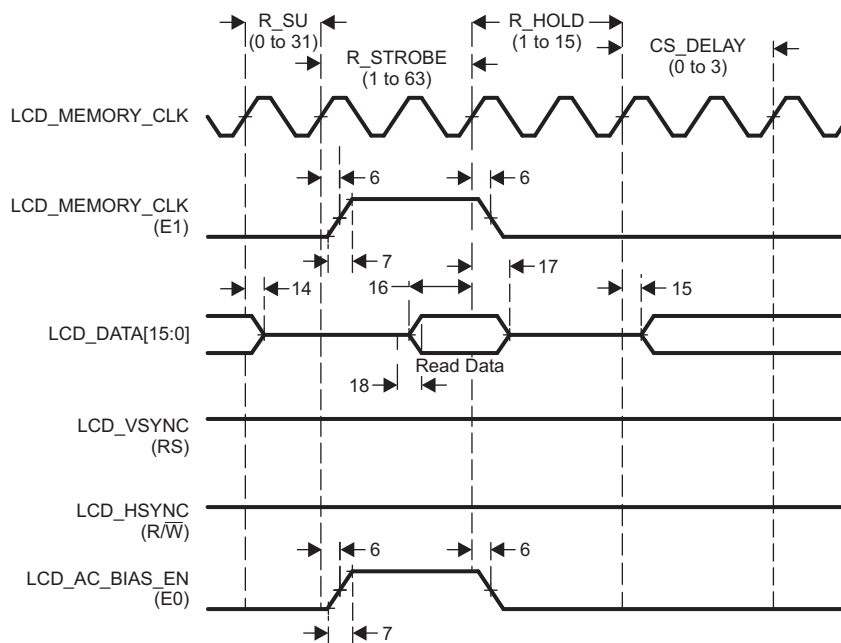 R_SU
(0 to 31)
R_HOLD
(1 to 15)
R_STROBE
(1 to 63)
CS_DELAY
(0 to 3)
LCD_MEMORY_CLK
6
6
LCD_MEMORY_CLK
(E1)
7
17
14
16
15
LCD_DATA[15:0]
Read Data
18
LCD_VSYNC
(RS)
LCD_HSYNC
(R/W̅)
6
6
LCD_AC_BIAS_EN
(E0)
7